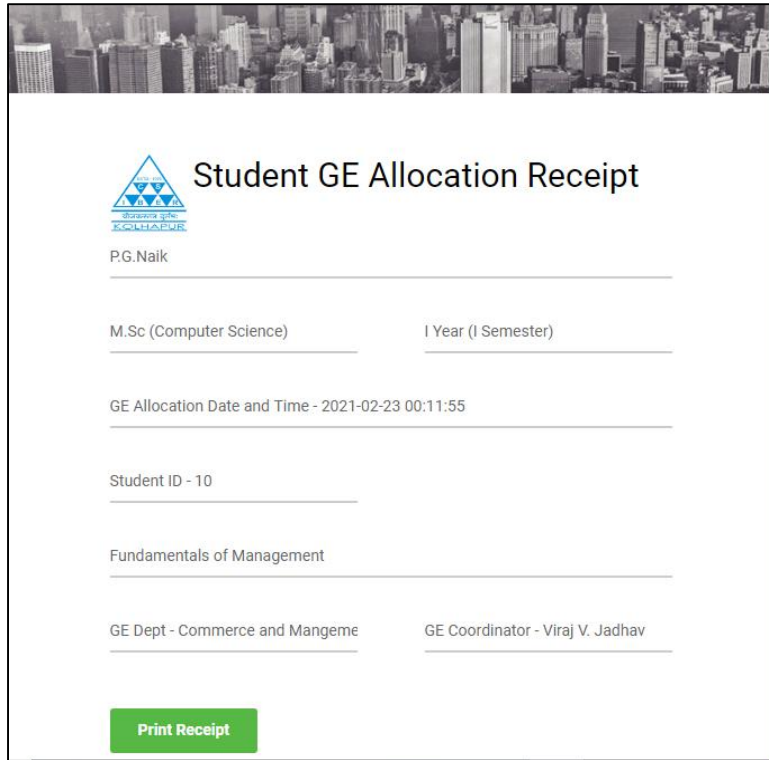 Student GE Allocation Receipt
C S
I B E R
KOLHAPUR
P.G.Naik
M.Sc (Computer Science)
I Year (I Semester)
GE Allocation Date and Time - 2021-02-23 00:11:55
Student ID - 10
Fundamentals of Management
GE Dept - Commerce and Mangeme
GE Coordinator - Viraj V. Jadhav
Print Receipt